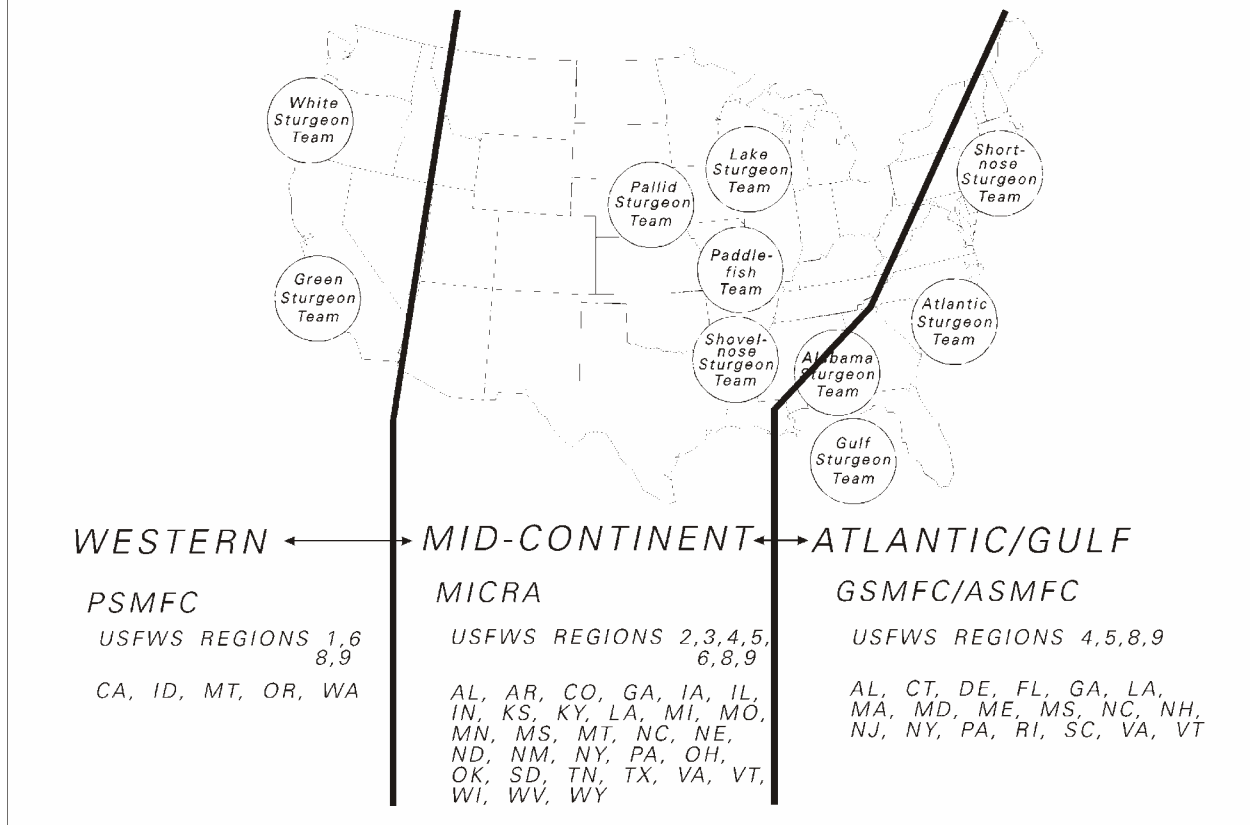 White
Sturgeon
Team
Green
Sturgeon
Team
Pallid
Sturgeon
Team
Lake
Sturgeon
Team
Paddle-
fish
Team
Shovel-
nose
Sturgeon
Team
Alabama
Sturgeon
Team
Short-
nose
Sturgeon
Team
Atlantic
Sturgeon
Team
Gulf
Sturgeon
Team
WESTERN
PSMFC
USFWS REGIONS 1,6
8,9
CA, ID, MT, OR, WA
MID-CONTINENT
MICRA
USFWS REGIONS 2,3,4,5,
6,8,9
AL, AR, CO, GA, IA, IL,
IN, KS, KY, LA, MI, MO,
MN, MS, MT, NC, NE,
ND, NM, NY, PA, OH,
OK, SD, TN, TX, VA, VT,
WI, WV, WY
ATLANTIC/GULF
GSMFC/ASMFC
USFWS REGIONS 4,5,8,9
AL, CT, DE, FL, GA, LA,
MA, MD, ME, MS, NC, NH,
NJ, NY, PA, RI, SC, VA, VT